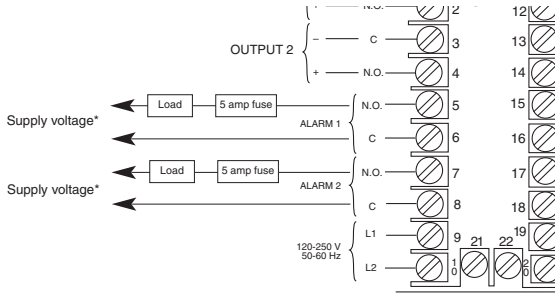 + N.O. 2 12
OUTPUT 2 – C 3 13
+ N.O. 4 14
Load 5 amp fuse N.O. 5 15
Supply voltage* ALARM 1
C 6 16
Load 5 amp fuse N.O. 7 17
Supply voltage* ALARM 2
C 8 18
L1 9 21 22 19
120-250 V
50-60 Hz
L2 10 20